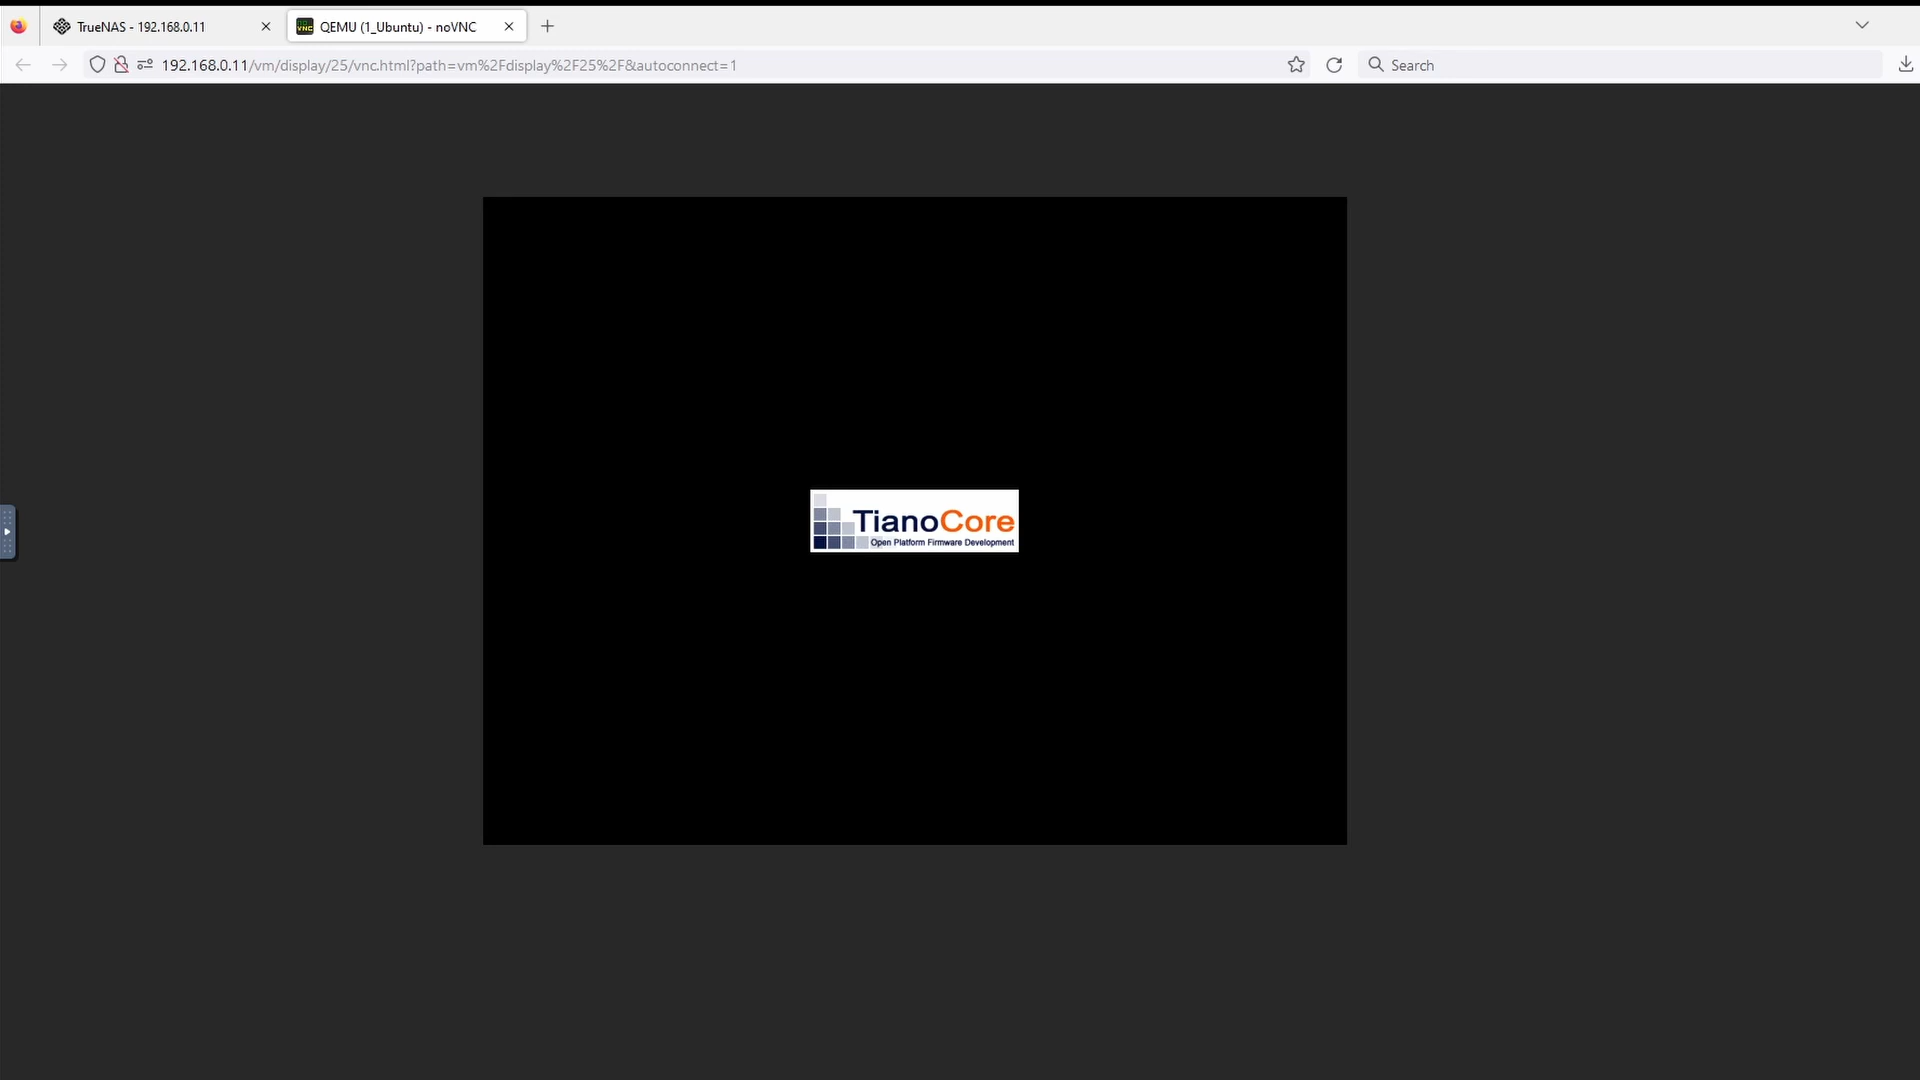 TrueNAS - 192.168.0.11
QEMU (1_Ubuntu) - noVNC
192.168.0.11/vm/display/25/vnc.html?path=vm%2Fdisplay%2F25%2F&autoconnect=1
Search
TianoCore
Open Platform Firmware Development